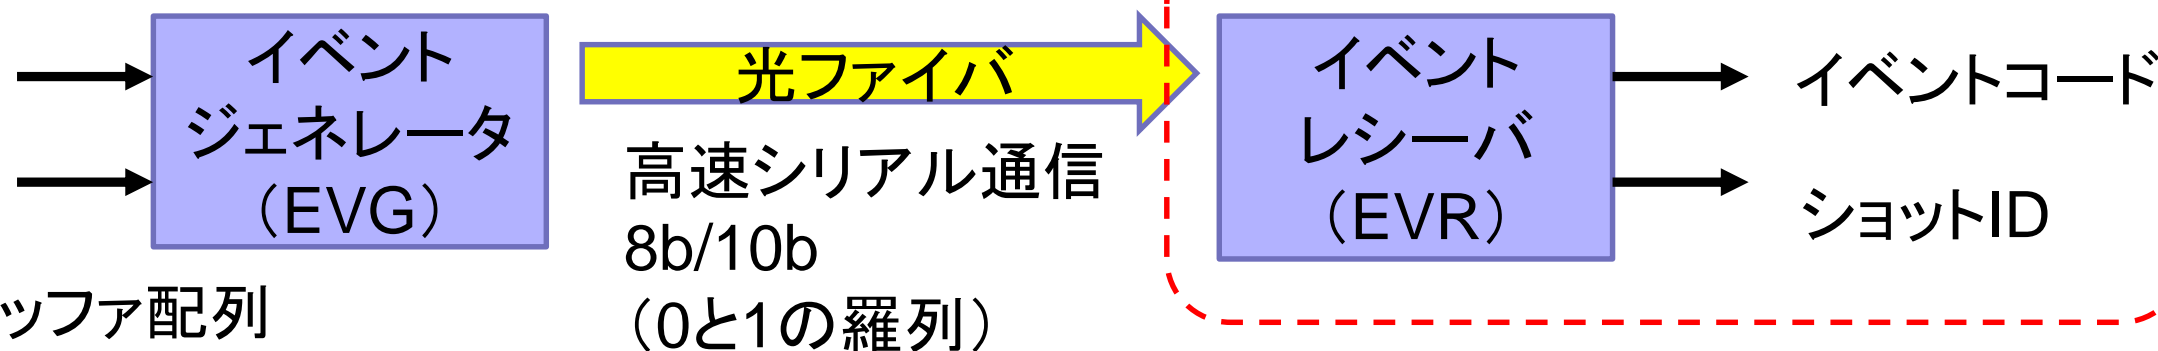 イベント
ジェネレータ
（EVG）
光ファイバ
高速シリアル通信
8b/10b
（0と1の羅列）
イベント
レシーバ
（EVR）
イベントコード
ショットID
ッファ配列